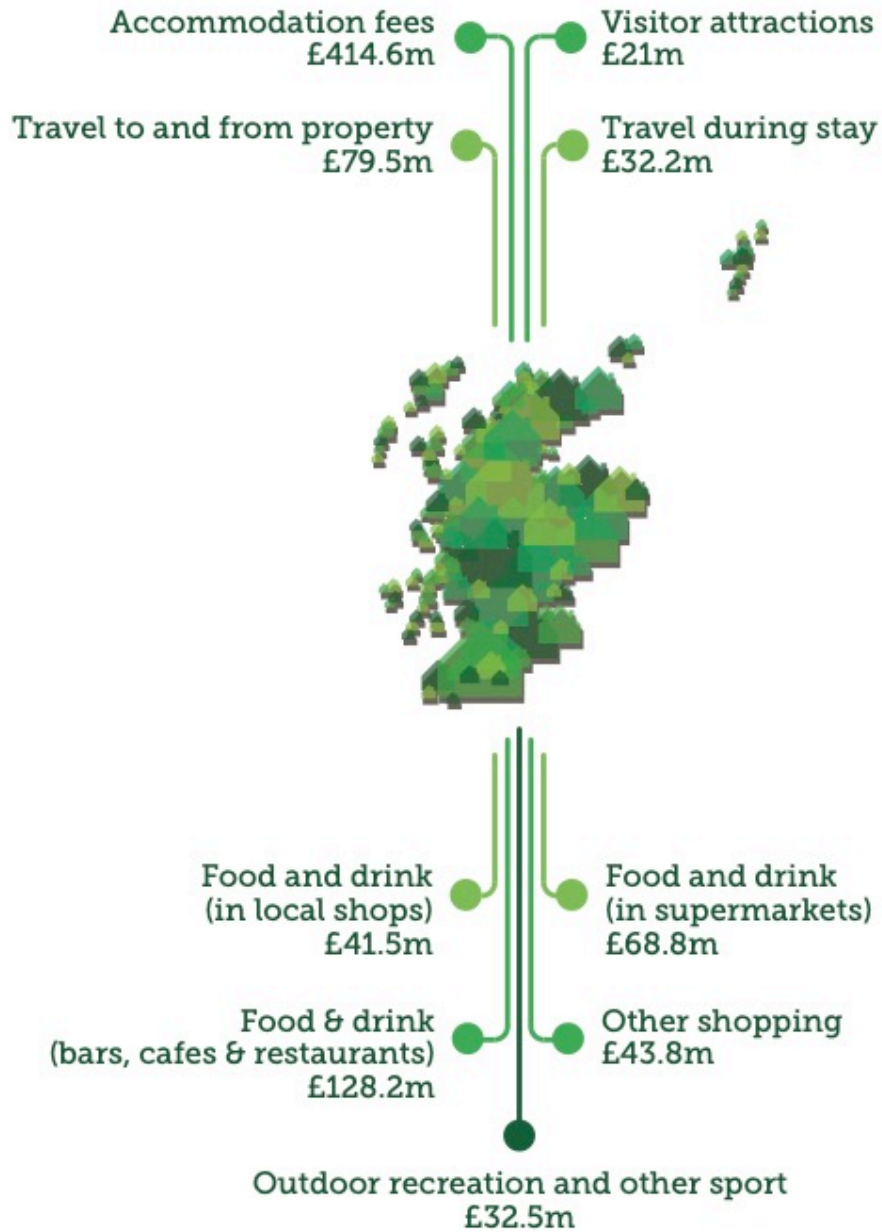 Accommodation fees
£414.6m
Visitor attractions
£21m
Travel to and from property
£79.5m
Travel during stay
£32.2m
Food and drink
(in local shops)
£41.5m
Food and drink
(in supermarkets)
£68.8m
Food & drink
(bars, cafes & restaurants)
£128.2m
Other shopping
£43.8m
Outdoor recreation and other sport
£32.5m